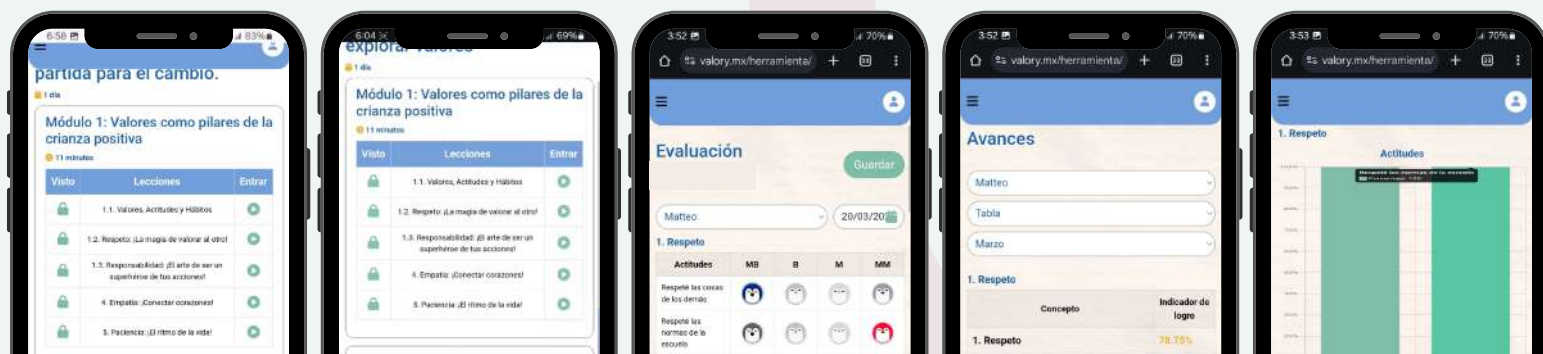 6:58
83%
partida para el cambio.
1 día
Módulo 1: Valores como pilares de la
crianza positiva
11 minutos
Visto Lecciones Entrar
1.1. Valores, Actitudes y Hábitos
1.2. Respeto: ¡La magia de valorar al otro!
1.3. Responsabilidad: ¡El arte de ser un
superhéroe de tus acciones!
4. Empatía: ¡Conectar corazones!
5. Paciencia: ¡El ritmo de la vida!
6:04
69%
explorar valores
1 día
Módulo 1: Valores como pilares de la
crianza positiva
11 minutos
Visto Lecciones Entrar
1.1. Valores, Actitudes y Hábitos
1.2. Respeto: ¡La magia de valorar al otro!
1.3. Responsabilidad: ¡El arte de ser un
superhéroe de tus acciones!
4. Empatía: ¡Conectar corazones!
5. Paciencia: ¡El ritmo de la vida!
3:52
70%
valory.mx/herramienta/
Evaluación
Guardar
Matteo
20/03/20
1. Respeto
Actitudes MB B M MM
Respeté las cosas
de los demás
Respeté las
normas de la
escuela
3:52
70%
valory.mx/herramienta/
Avances
Matteo
Tabla
Marzo
1. Respeto
Concepto Indicador de
logro
1. Respeto 78.75%
3:53
70%
valory.mx/herramienta/
1. Respeto
Actitudes
Respeté las normas de la escuela